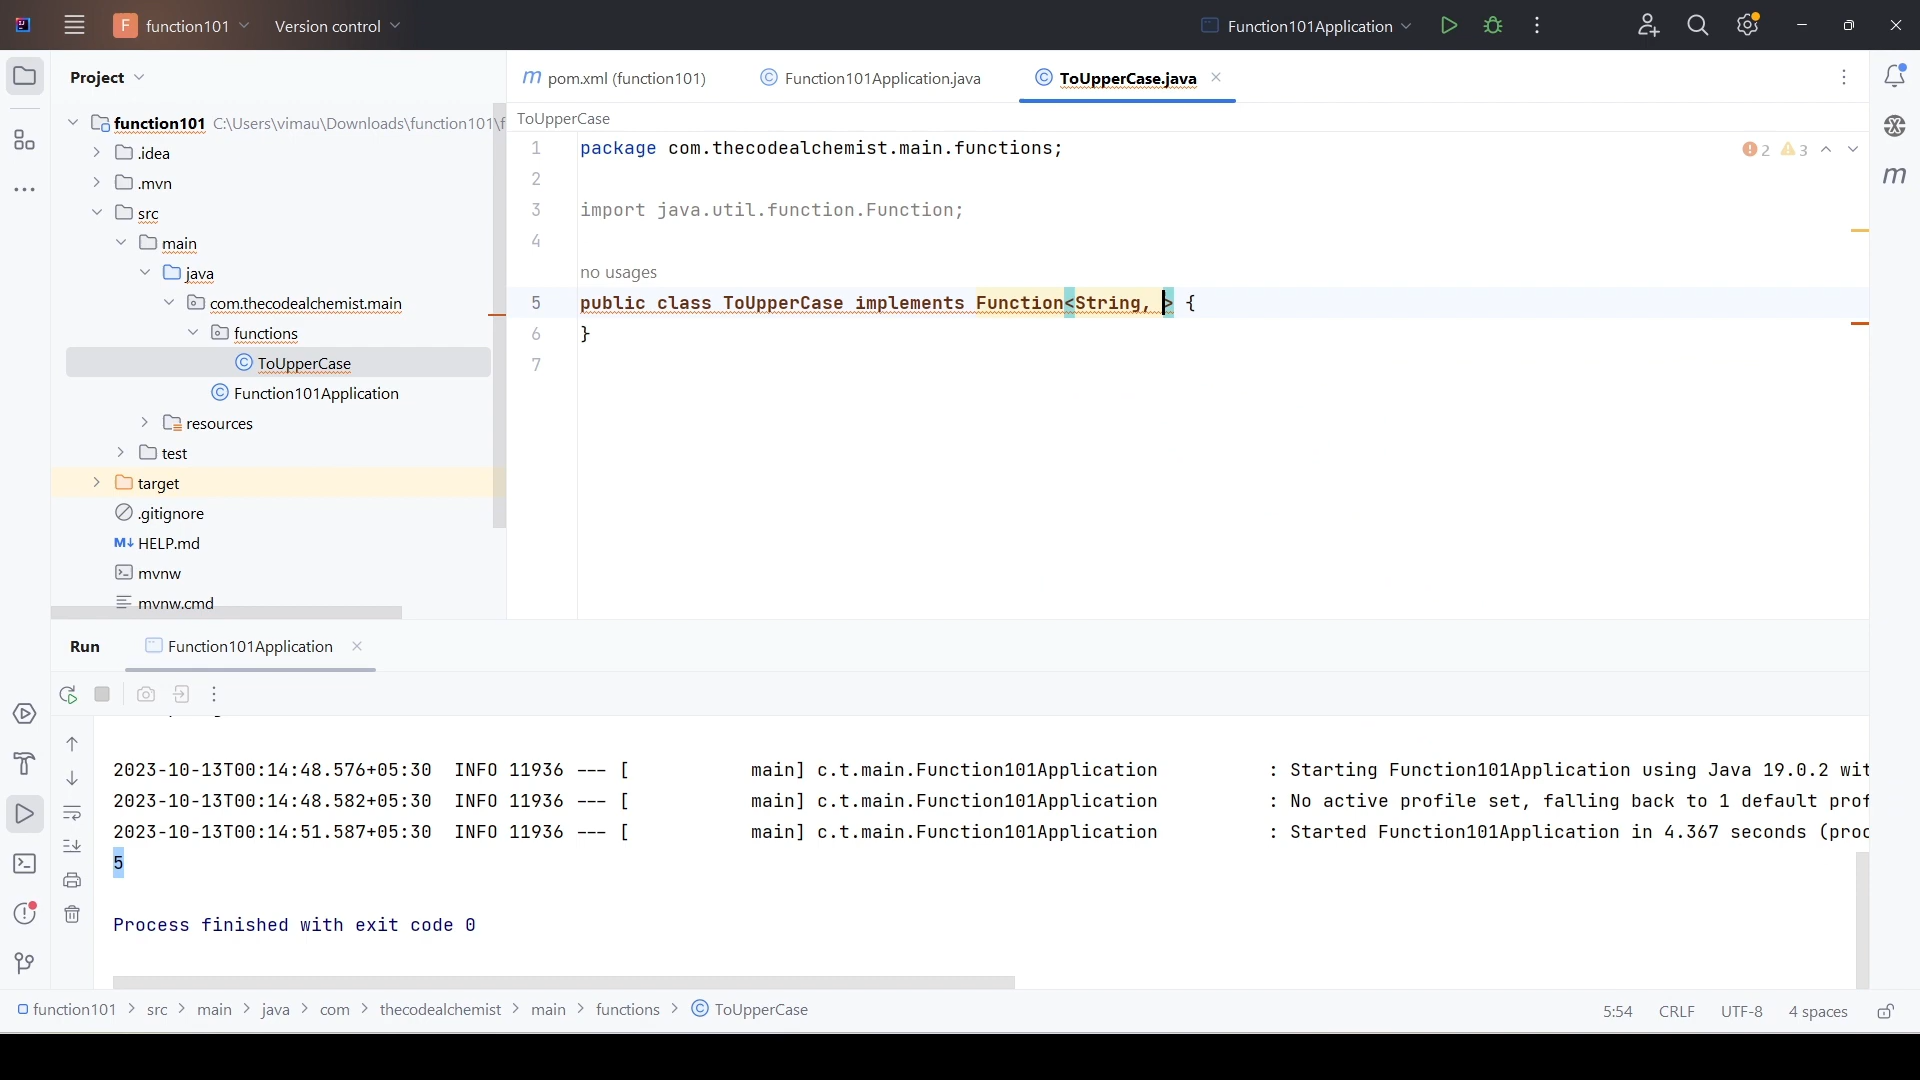 F function101 Version control Function101Application
Project
pom.xml (function101) Function101Application.java ToUpperCase.java
function101 C:\Users\vimau\Downloads\function101\f
.idea
.mvn
src
main
java
com.thecodealchemist.main
functions
ToUpperCase
Function101Application
resources
test
target
.gitignore
M↓ HELP.md
mvnw
mvnw.cmd
ToUpperCase
2 3
1 package com.thecodealchemist.main.functions;
2
3 import java.util.function.Function;
4
no usages
5 public class ToUpperCase implements Function<String, > {
6 }
7
Run Function101Application
2023-10-13T00:14:48.576+05:30 INFO 11936 --- [ main] c.t.main.Function101Application : Starting Function101Application using Java 19.0.2 wit
2023-10-13T00:14:48.582+05:30 INFO 11936 --- [ main] c.t.main.Function101Application : No active profile set, falling back to 1 default prof
2023-10-13T00:14:51.587+05:30 INFO 11936 --- [ main] c.t.main.Function101Application : Started Function101Application in 4.367 seconds (proc
5
Process finished with exit code 0
function101 > src > main > java > com > thecodealchemist > main > functions > ToUpperCase
5:54 CRLF UTF-8 4 spaces